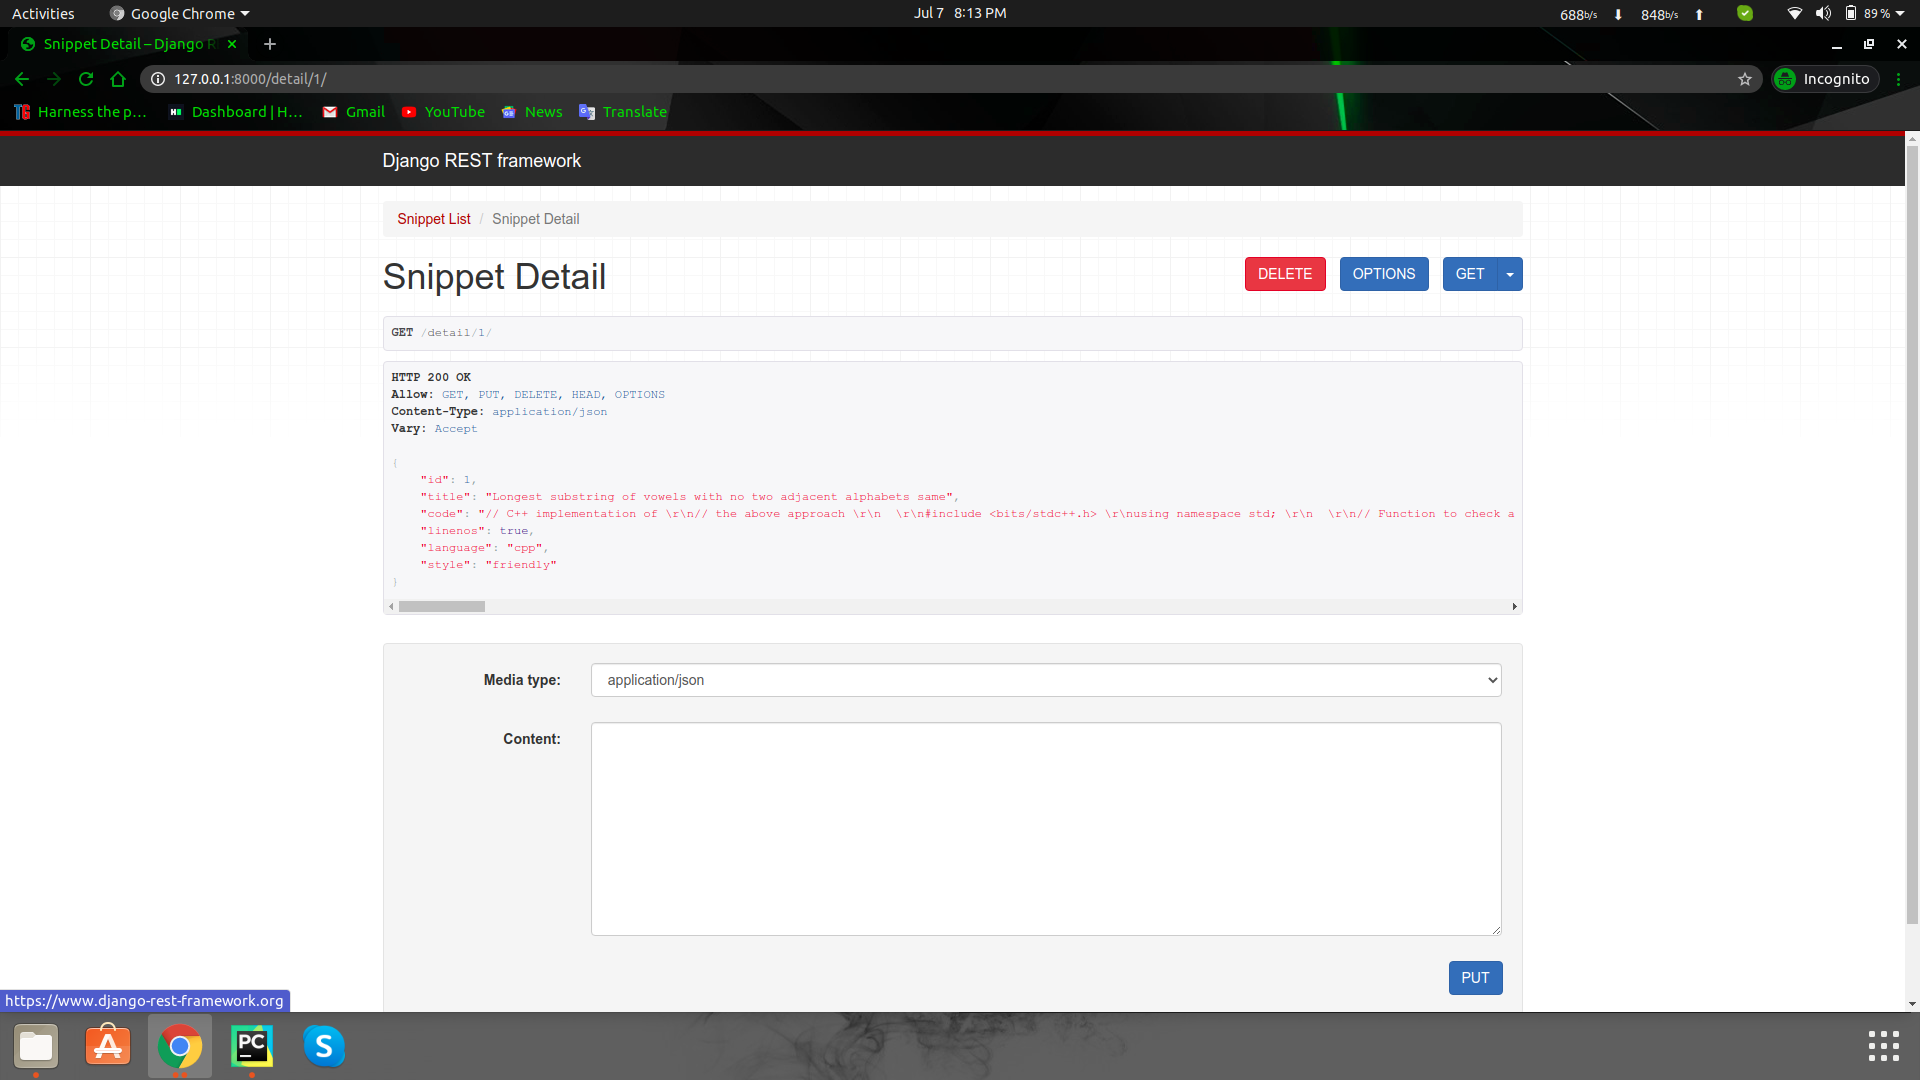 Activities Google Chrome Jul 7 8:13 PM 688b/s 848b/s 89 %
Snippet Detail – Django R
127.0.0.1:8000/detail/1/ Incognito
Harness the p... Dashboard | H... Gmail YouTube News Translate
Django REST framework
Snippet List / Snippet Detail
Snippet Detail DELETE OPTIONS GET
GET /detail/1/
HTTP 200 OK
Allow: GET, PUT, DELETE, HEAD, OPTIONS
Content-Type: application/json
Vary: Accept
{
"id": 1,
"title": "Longest substring of vowels with no two adjacent alphabets same",
"code": "// C++ implementation of \r\n// the above approach \r\n  \r\n#include <bits/stdc++.h> \r\nusing namespace std; \r\n  \r\n// Function to check a
"linenos": true,
"language": "cpp",
"style": "friendly"
}
Media type: application/json
Content:
PUT
https://www.django-rest-framework.org
A PC S